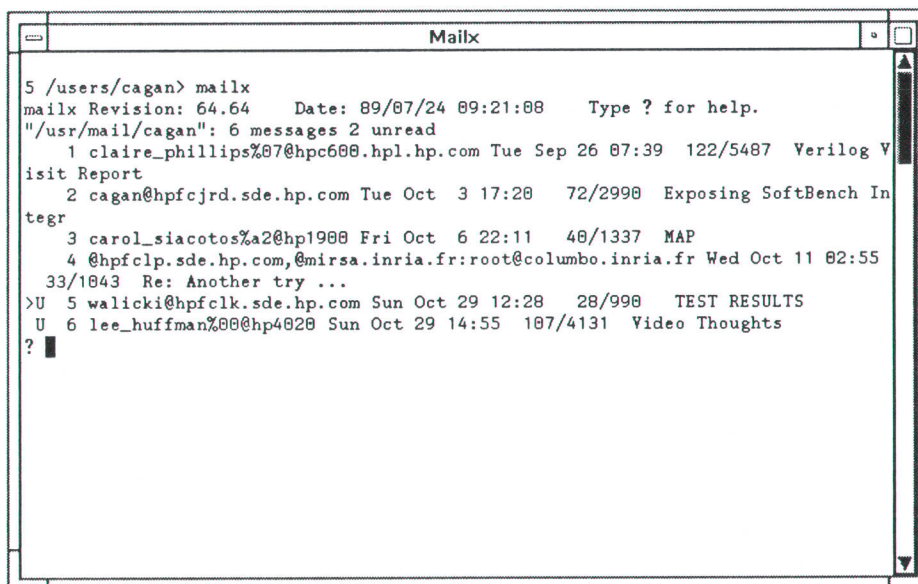 Mailx
5 /users/cagan> mailx
mailx Revision: 64.64    Date: 89/07/24 09:21:08    Type ? for help.
"/usr/mail/cagan": 6 messages 2 unread
    1 claire_phillips%07@hpc600.hpl.hp.com Tue Sep 26 07:39  122/5487  Verilog V
isit Report
    2 cagan@hpfcjrd.sde.hp.com Tue Oct  3 17:20   72/2990  Exposing SoftBench In
tegr
    3 carol_siacotos%a2@hp1900 Fri Oct  6 22:11   40/1337  MAP
    4 @hpfclp.sde.hp.com,@mirsa.inria.fr:root@columbo.inria.fr Wed Oct 11 02:55
  33/1043  Re: Another try ...
>U  5 walicki@hpfclk.sde.hp.com Sun Oct 29 12:28   28/990   TEST RESULTS
 U  6 lee_huffman%00@hp4020 Sun Oct 29 14:55  107/4131  Video Thoughts
?